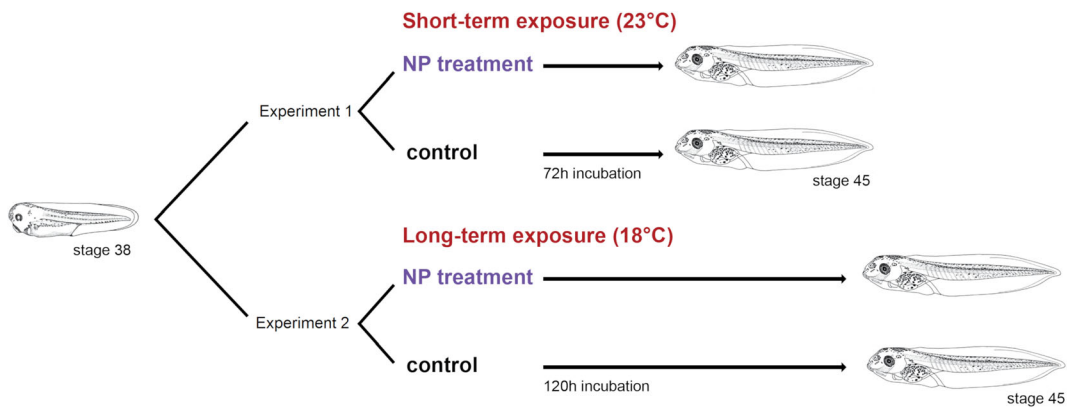 Short-term exposure (23°C)
NP treatment
Experiment 1
control
72h incubation
stage 45
stage 38
Long-term exposure (18°C)
NP treatment
Experiment 2
control
120h incubation
stage 45